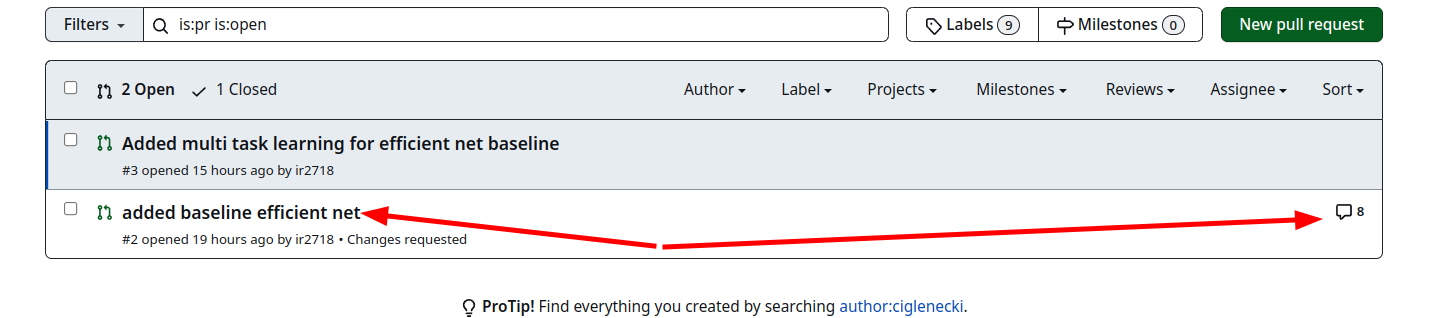 Filters is:pr is:open Labels 9 Milestones 0 New pull request
2 Open 1 Closed Author Label Projects Milestones Reviews Assignee Sort
Added multi task learning for efficient net baseline
#3 opened 15 hours ago by ir2718
added baseline efficient net 8
#2 opened 19 hours ago by ir2718 • Changes requested
ProTip! Find everything you created by searching author:ciglenecki.